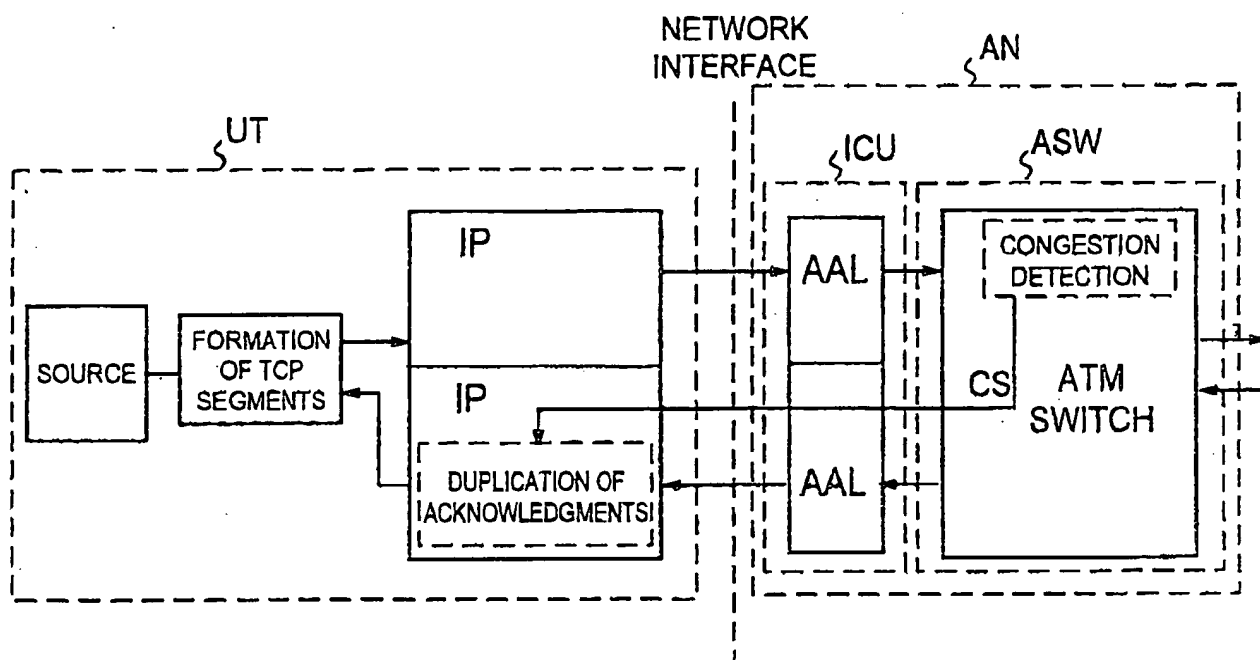 NETWORK
INTERFACE
AN
UT
ICU
ASW
IP
AAL
CONGESTION
DETECTION
SOURCE
FORMATION
OF TCP
SEGMENTS
IP
CS
ATM
SWITCH
DUPLICATION OF
ACKNOWLEDGMENTS
AAL